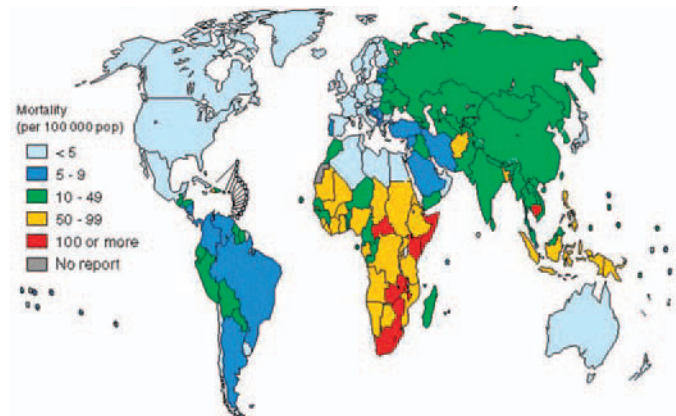 Mortality
(per 100 000 pop)
< 5
5 - 9
10 - 49
50 - 99
100 or more
No report